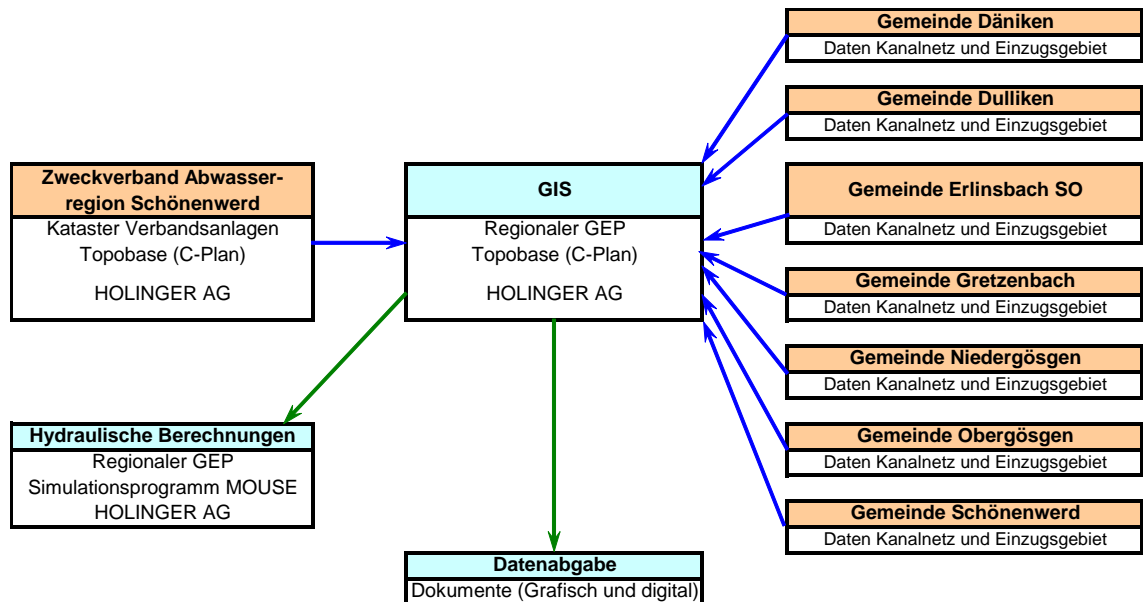 Zweckverband Abwasser-
region Schönenwerd
Kataster Verbandsanlagen
Topobase (C-Plan)
HOLINGER AG
GIS
Regionaler GEP
Topobase (C-Plan)
HOLINGER AG
Gemeinde Däniken
Daten Kanalnetz und Einzugsgebiet
Gemeinde Dulliken
Daten Kanalnetz und Einzugsgebiet
Gemeinde Erlinsbach SO
Daten Kanalnetz und Einzugsgebiet
Gemeinde Gretzenbach
Daten Kanalnetz und Einzugsgebiet
Gemeinde Niedergösgen
Daten Kanalnetz und Einzugsgebiet
Gemeinde Obergösgen
Daten Kanalnetz und Einzugsgebiet
Gemeinde Schönenwerd
Daten Kanalnetz und Einzugsgebiet
Hydraulische Berechnungen
Regionaler GEP
Simulationsprogramm MOUSE
HOLINGER AG
Datenabgabe
Dokumente (Grafisch und digital)